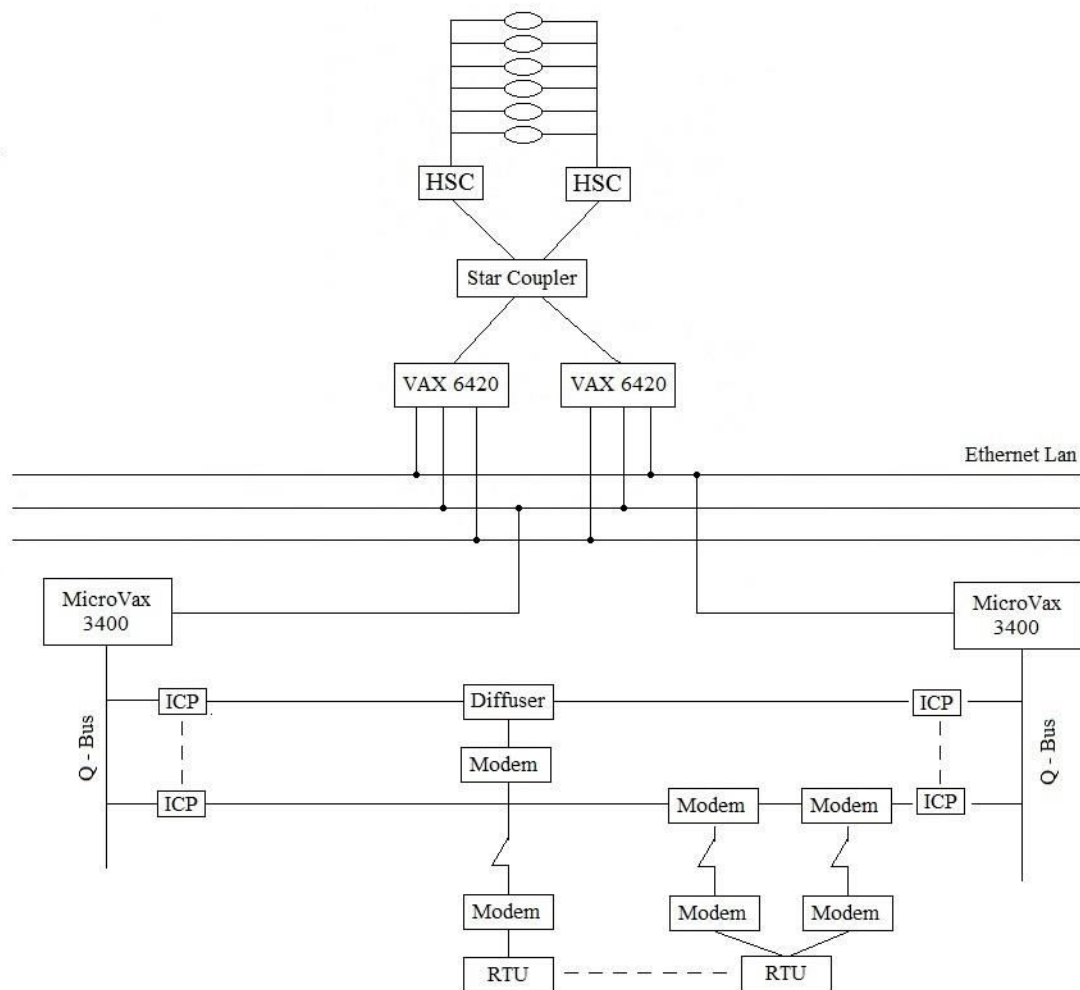 HSC
HSC
Star Coupler
VAX 6420
VAX 6420
Ethernet Lan
MicroVax
3400
MicroVax
3400
ICP
Diffuser
ICP
Q - Bus
Q - Bus
Modem
ICP
Modem
Modem
ICP
Modem
Modem
Modem
RTU
RTU